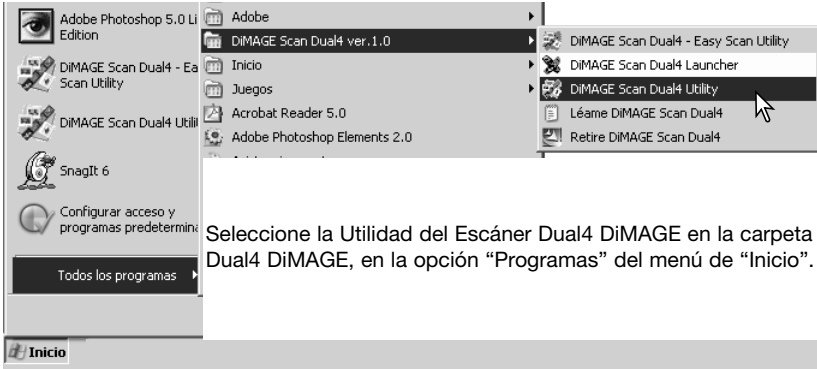 Adobe Photoshop 5.0 Li
Edition
DiMAGE Scan Dual4 - Ea
Scan Utility
DiMAGE Scan Dual4 Utili
SnagIt 6
Configurar acceso y
programas predetermina
Todos los programas
Inicio
Adobe
DiMAGE Scan Dual4 ver.1.0
Inicio
Juegos
Acrobat Reader 5.0
Adobe Photoshop Elements 2.0
DiMAGE Scan Dual4 - Easy Scan Utility
DiMAGE Scan Dual4 Launcher
DiMAGE Scan Dual4 Utility
Léame DiMAGE Scan Dual4
Retire DiMAGE Scan Dual4
Seleccione la Utilidad del Escáner Dual4 DiMAGE en la carpeta
Dual4 DiMAGE, en la opción “Programas” del menú de “Inicio”.